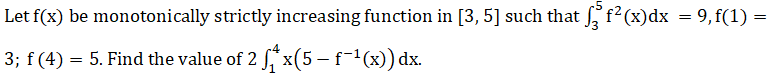 Let f(x) be monotonically strictly increasing function in [3, 5] such that ∫₃⁵ f²(x)dx = 9, f(1) =
3; f (4) = 5. Find the value of 2 ∫₁⁴ x(5 − f⁻¹(x)) dx.